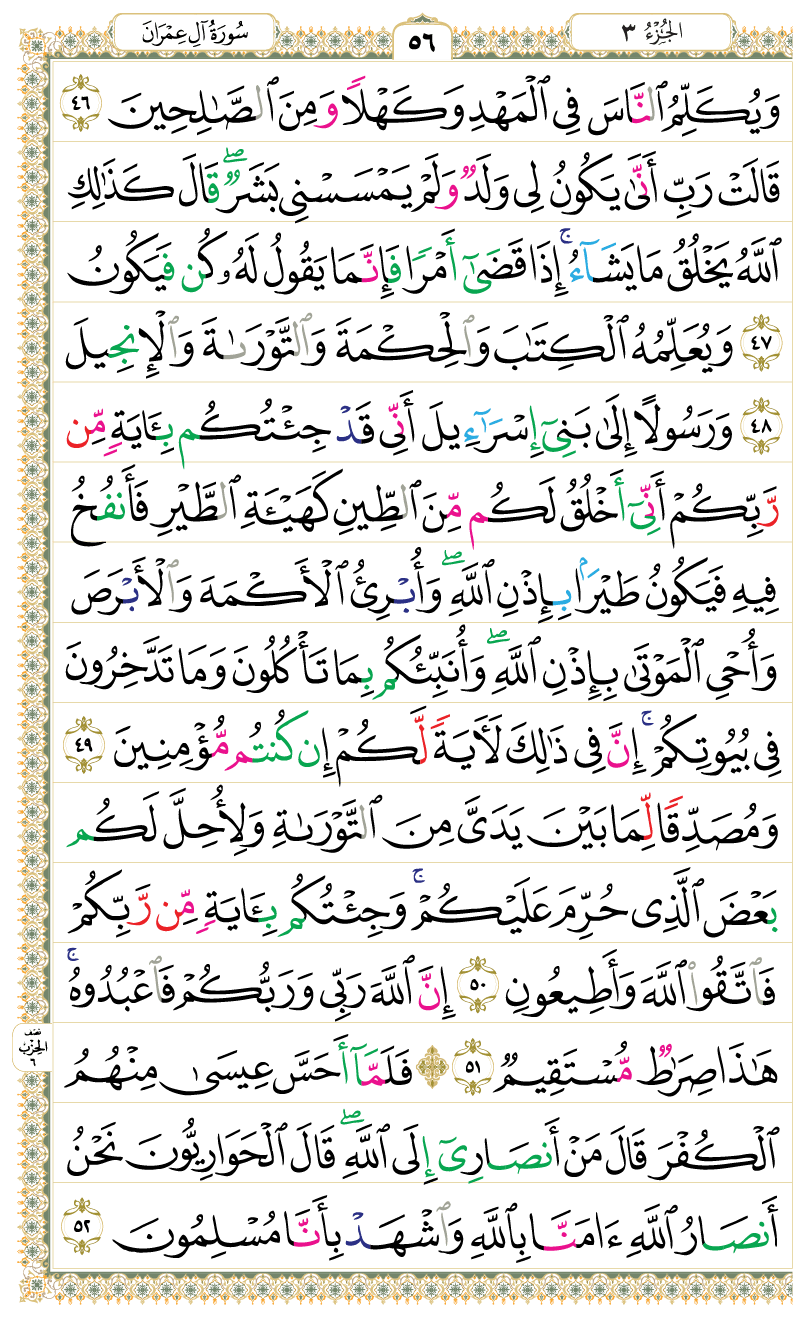 الجُزْءُ ٣
٥٦
سُورَةُ آلِ عِمْرَان
وَيُكَلِّمُ ٱلنَّاسَ فِى ٱلْمَهْدِ وَكَهْلًا وَمِنَ ٱلصَّـٰلِحِينَ ٤٦
قَالَتْ رَبِّ أَنَّىٰ يَكُونُ لِى وَلَدٌ وَلَمْ يَمْسَسْنِى بَشَرٌ ۖ قَالَ كَذَٰلِكِ
ٱللَّهُ يَخْلُقُ مَا يَشَآءُ ۚ إِذَا قَضَىٰٓ أَمْرًا فَإِنَّمَا يَقُولُ لَهُۥ كُن فَيَكُونُ
٤٧ وَيُعَلِّمُهُ ٱلْكِتَـٰبَ وَٱلْحِكْمَةَ وَٱلتَّوْرَىٰةَ وَٱلْإِنجِيلَ
٤٨ وَرَسُولًا إِلَىٰ بَنِىٓ إِسْرَٰٓءِيلَ أَنِّى قَدْ جِئْتُكُم بِـَٔايَةٍ مِّن
رَّبِّكُمْ أَنِّىٓ أَخْلُقُ لَكُم مِّنَ ٱلطِّينِ كَهَيْـَٔةِ ٱلطَّيْرِ فَأَنفُخُ
فِيهِ فَيَكُونُ طَيْرًۢا بِإِذْنِ ٱللَّهِ ۖ وَأُبْرِئُ ٱلْأَكْمَهَ وَٱلْأَبْرَصَ
وَأُحْىِ ٱلْمَوْتَىٰ بِإِذْنِ ٱللَّهِ ۖ وَأُنَبِّئُكُم بِمَا تَأْكُلُونَ وَمَا تَدَّخِرُونَ
فِى بُيُوتِكُمْ ۚ إِنَّ فِى ذَٰلِكَ لَـَٔايَةً لَّكُمْ إِن كُنتُم مُّؤْمِنِينَ ٤٩
وَمُصَدِّقًا لِّمَا بَيْنَ يَدَىَّ مِنَ ٱلتَّوْرَىٰةِ وَلِأُحِلَّ لَكُم
بَعْضَ ٱلَّذِى حُرِّمَ عَلَيْكُمْ ۚ وَجِئْتُكُم بِـَٔايَةٍ مِّن رَّبِّكُمْ
فَٱتَّقُوا۟ ٱللَّهَ وَأَطِيعُونِ ٥٠ إِنَّ ٱللَّهَ رَبِّى وَرَبُّكُمْ فَٱعْبُدُوهُ ۚ
هَـٰذَا صِرَٰطٌ مُّسْتَقِيمٌ ٥١ ۞ فَلَمَّآ أَحَسَّ عِيسَىٰ مِنْهُمُ
ٱلْكُفْرَ قَالَ مَنْ أَنصَارِىٓ إِلَى ٱللَّهِ ۖ قَالَ ٱلْحَوَارِيُّونَ نَحْنُ
أَنصَارُ ٱللَّهِ ءَامَنَّا بِٱللَّهِ وَٱشْهَدْ بِأَنَّا مُسْلِمُونَ ٥٢
نصف
الحزب
٦